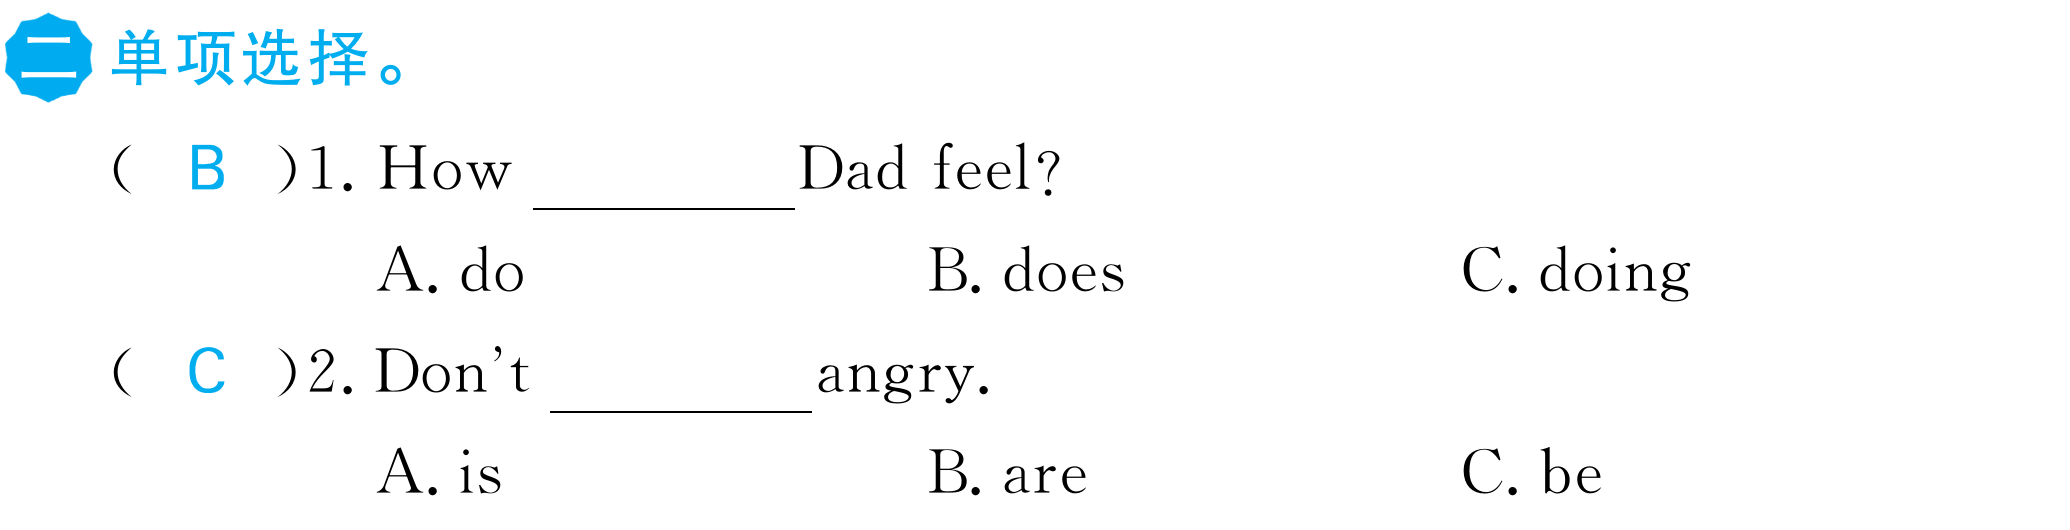 二 单项选择。
( B )1. How ________ Dad feel?
A. do B. does C. doing
( C )2. Don't ________ angry.
A. is B. are C. be